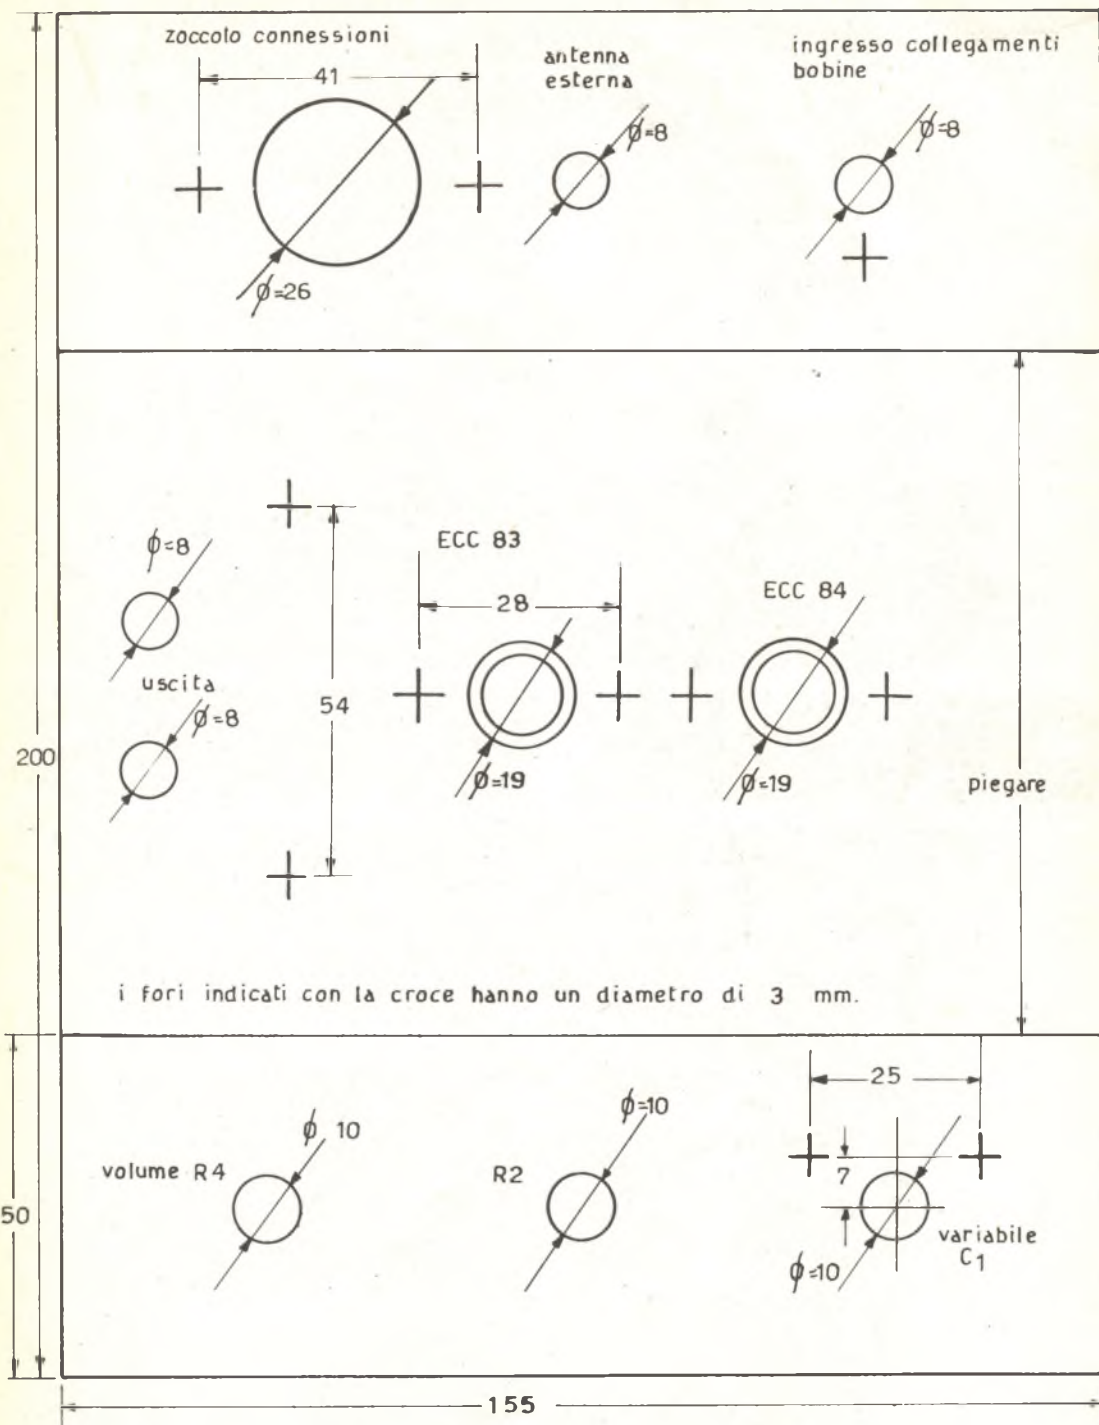 zoccolo connessioni
41
antenna
esterna
ingresso collegamenti
bobine
ϕ=8
ϕ=8
ϕ=26
ϕ=8
ECC 83
28
ECC 84
uscita
ϕ=8
54
200
ϕ=19
ϕ=19
piegare
i fori indicati con la croce hanno un diametro di 3 mm.
25
ϕ 10
ϕ=10
volume R4
R2
7
50
variabile
C1
ϕ=10
155